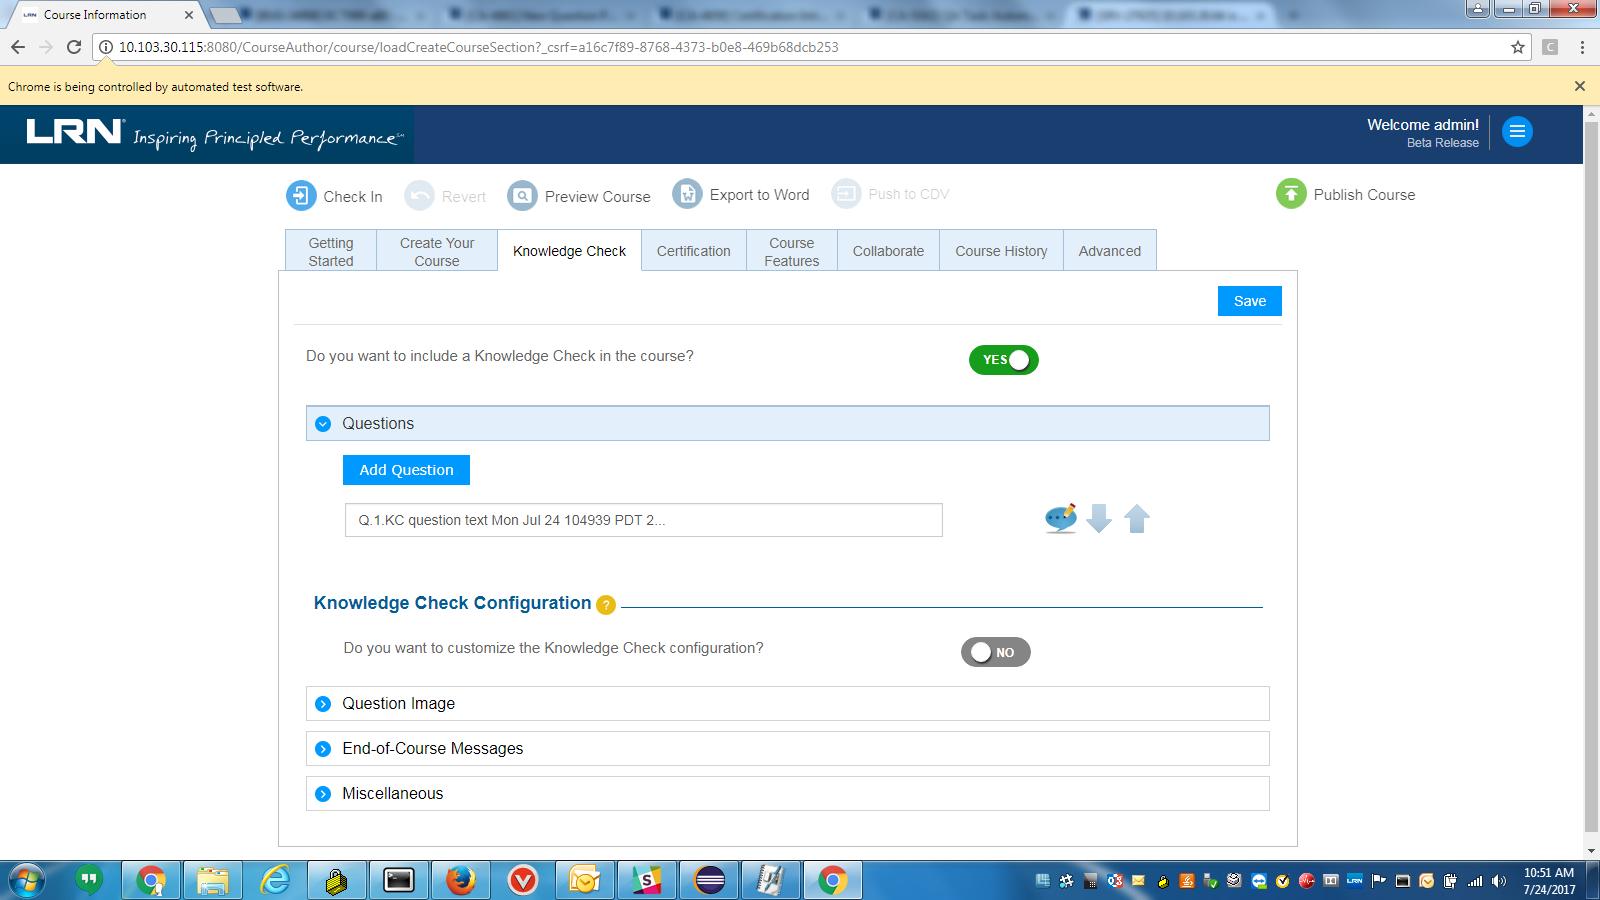 Course Information
10.103.30.115:8080/CourseAuthor/course/loadCreateCourseSection?_csrf=a16c7f89-8768-4373-b0e8-469b68dcb253
Chrome is being controlled by automated test software.
LRN Inspiring Principled Performance
Welcome admin!
Beta Release
Check In
Revert
Preview Course
Export to Word
Push to CDV
Publish Course
Getting Started
Create Your Course
Knowledge Check
Certification
Course Features
Collaborate
Course History
Advanced
Save
Do you want to include a Knowledge Check in the course?
YES
Questions
Add Question
Q.1.KC question text Mon Jul 24 104939 PDT 2...
Knowledge Check Configuration ?
Do you want to customize the Knowledge Check configuration?
NO
Question Image
End-of-Course Messages
Miscellaneous
10:51 AM
7/24/2017